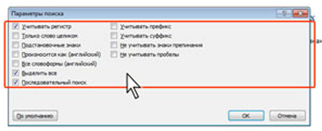 Параметры поиска
Учитывать регистр
Учитывать префикс
Только слово целиком
Учитывать суффикс
Подстановочные знаки
Не учитывать знаки препинания
Произносится как (английский)
Не учитывать пробелы
Все словоформы (английский)
Выделить все
Последовательный поиск
По умолчанию
ОК
Отмена